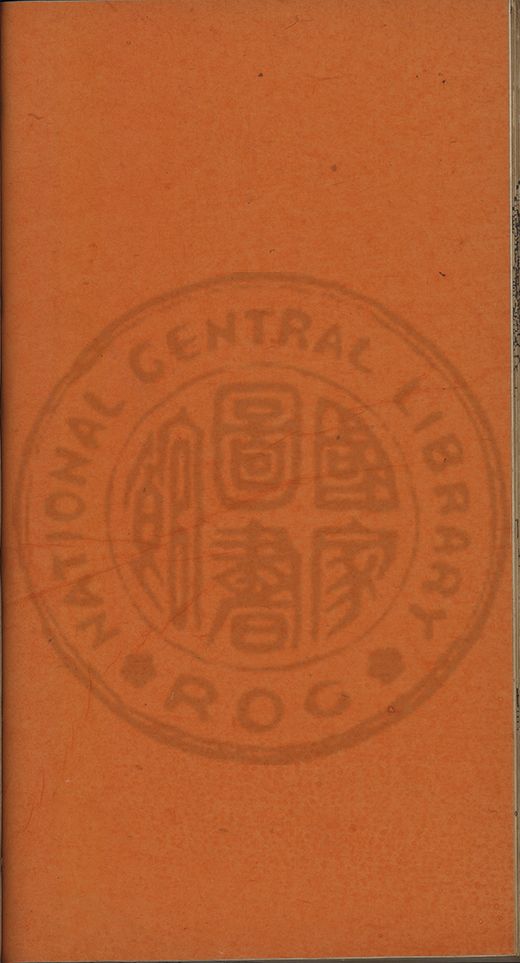 NATIONAL CENTRAL LIBRARY
國家
圖書
館
ROC